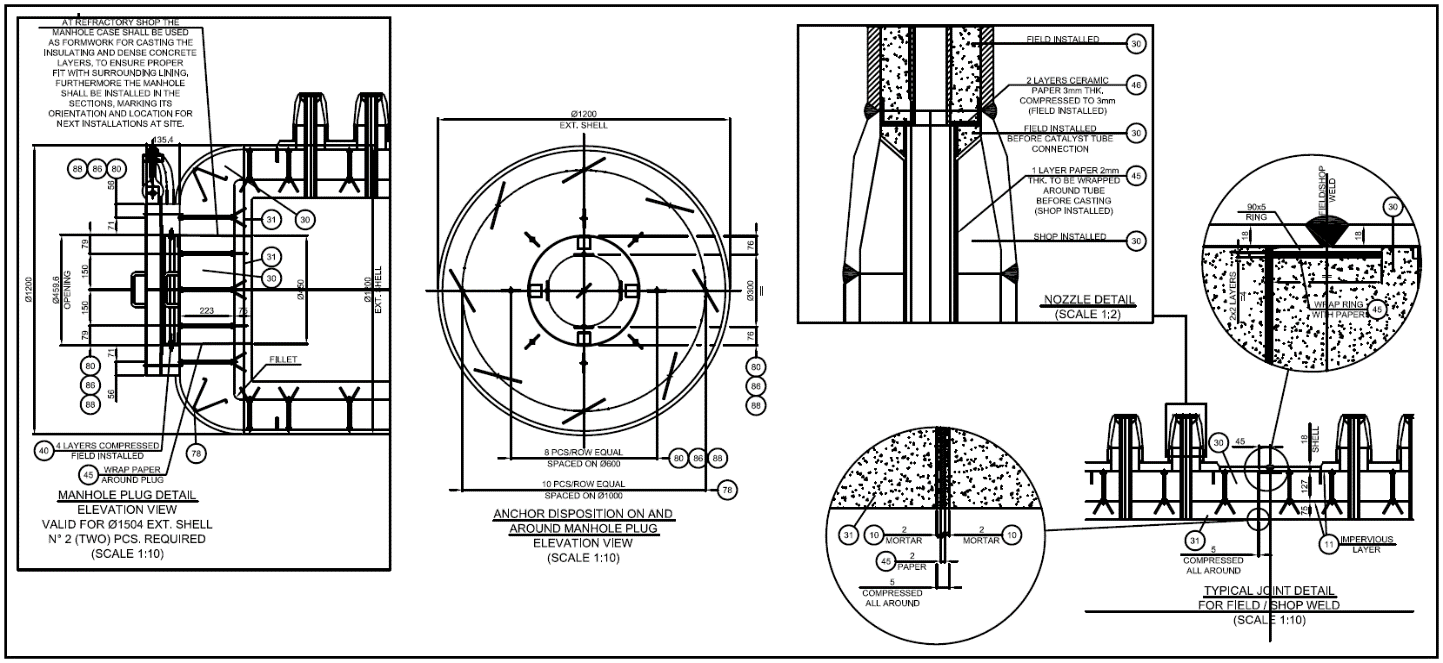 AT REFRACTORY SHOP THE
MANHOLE CASE SHALL BE USED
AS FORMWORK FOR CASTING THE
INSULATING AND DENSE CONCRETE
LAYERS, TO ENSURE PROPER
FIT WITH SURROUNDING LINING,
FURTHERMORE THE MANHOLE
SHALL BE INSTALLED IN THE
SECTIONS, MARKING ITS
ORIENTATION AND LOCATION FOR
NEXT INSTALLATIONS AT SITE.
135,4
88 86 80
56
71
79
150
150
79
71
56
Ø1200
Ø459,6
OPENING
223
EXT. SHELL
31
30
31
30
FILLET
80
86
88
40
4 LAYERS COMPRESSED
FIELD INSTALLED
78
45
WRAP PAPER
AROUND PLUG
MANHOLE PLUG DETAIL
ELEVATION VIEW
VALID FOR Ø1504 EXT. SHELL
N° 2 (TWO) PCS. REQUIRED
(SCALE 1:10)
Ø1200
EXT. SHELL
76
Ø300
76
80
86
88
8 PCS/ROW EQUAL
SPACED ON Ø600
80 86 88
10 PCS/ROW EQUAL
SPACED ON Ø1000
78
ANCHOR DISPOSITION ON AND
AROUND MANHOLE PLUG
ELEVATION VIEW
(SCALE 1:10)
FIELD INSTALLED
30
2 LAYERS CERAMIC
PAPER 3mm THK.
COMPRESSED TO 3mm
(FIELD INSTALLED)
46
FIELD INSTALLED
BEFORE CATALYST TUBE
CONNECTION
30
1 LAYER PAPER 2mm
THK. TO BE WRAPPED
AROUND TUBE
BEFORE CASTING
(SHOP INSTALLED)
45
SHOP INSTALLED
30
NOZZLE DETAIL
(SCALE 1:2)
FIELD/SHOP
WELD
90x5
RING
30
18
18
2x2 LAYERS
=4
WRAP RING
WITH PAPER
45
31
10
2
MORTAR
2
MORTAR
10
45
2
PAPER
5
COMPRESSED
ALL AROUND
30
45
18
SHELL
127
75
31
5
COMPRESSED
ALL AROUND
11
IMPERVIOUS
LAYER
TYPICAL JOINT DETAIL
FOR FIELD / SHOP WELD
(SCALE 1:10)